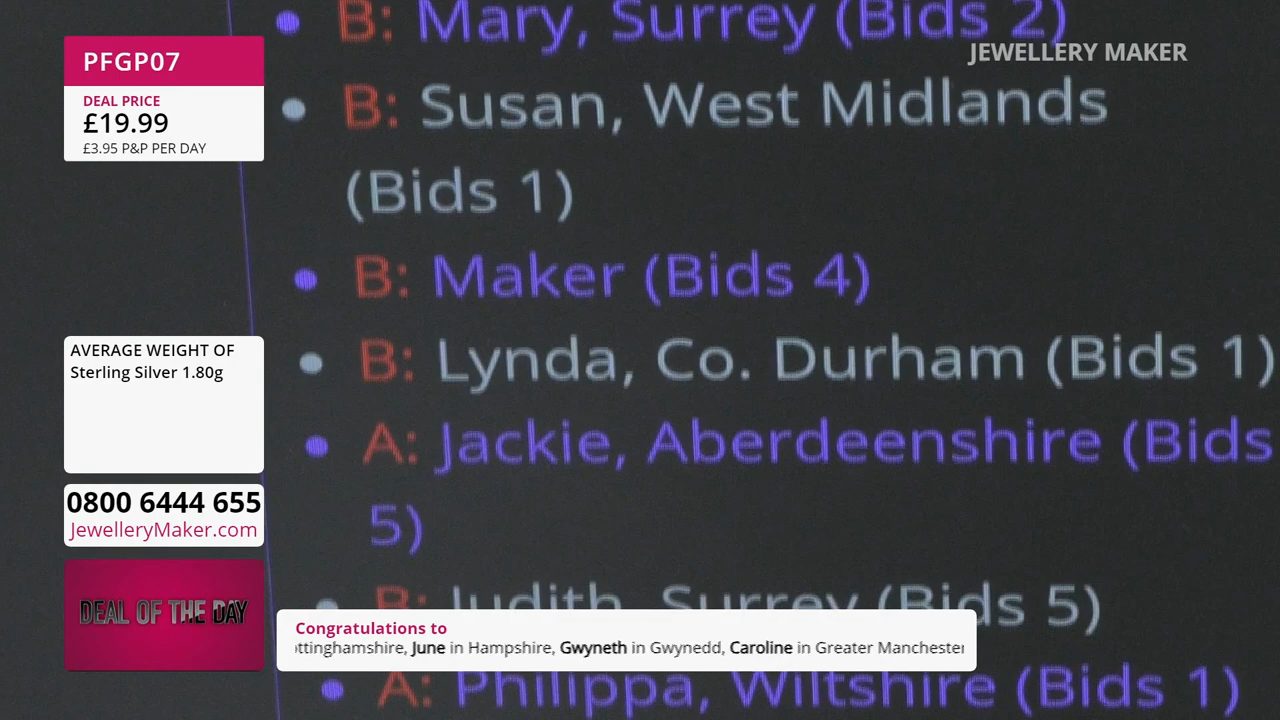 B: Mary, Surrey (Bids 2)
JEWELLERY MAKER
PFGP07
DEAL PRICE
£19.99
£3.95 P&P PER DAY
B: Susan, West Midlands
(Bids 1)
B: Maker (Bids 4)
AVERAGE WEIGHT OF
Sterling Silver 1.80g
B: Lynda, Co. Durham (Bids 1)
A: Jackie, Aberdeenshire (Bids
5)
0800 6444 655
JewelleryMaker.com
DEAL OF THE DAY
B: Judith, Surrey (Bids 5)
Congratulations to
ttinghamshire, June in Hampshire, Gwyneth in Gwynedd, Caroline in Greater Manchester
A: Philippa, Wiltshire (Bids 1)